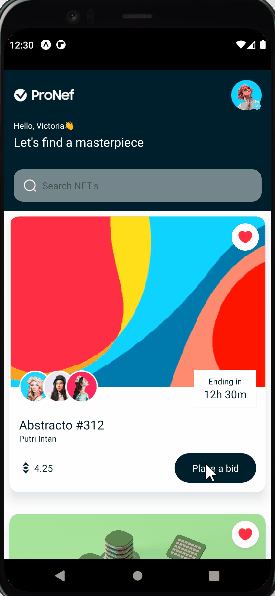 12:30
ProNef
Hello, Victoria👋
Let's find a masterpiece
Search NFTs
Ending in
12h 30m
Abstracto #312
Putri Intan
4.25
Place a bid